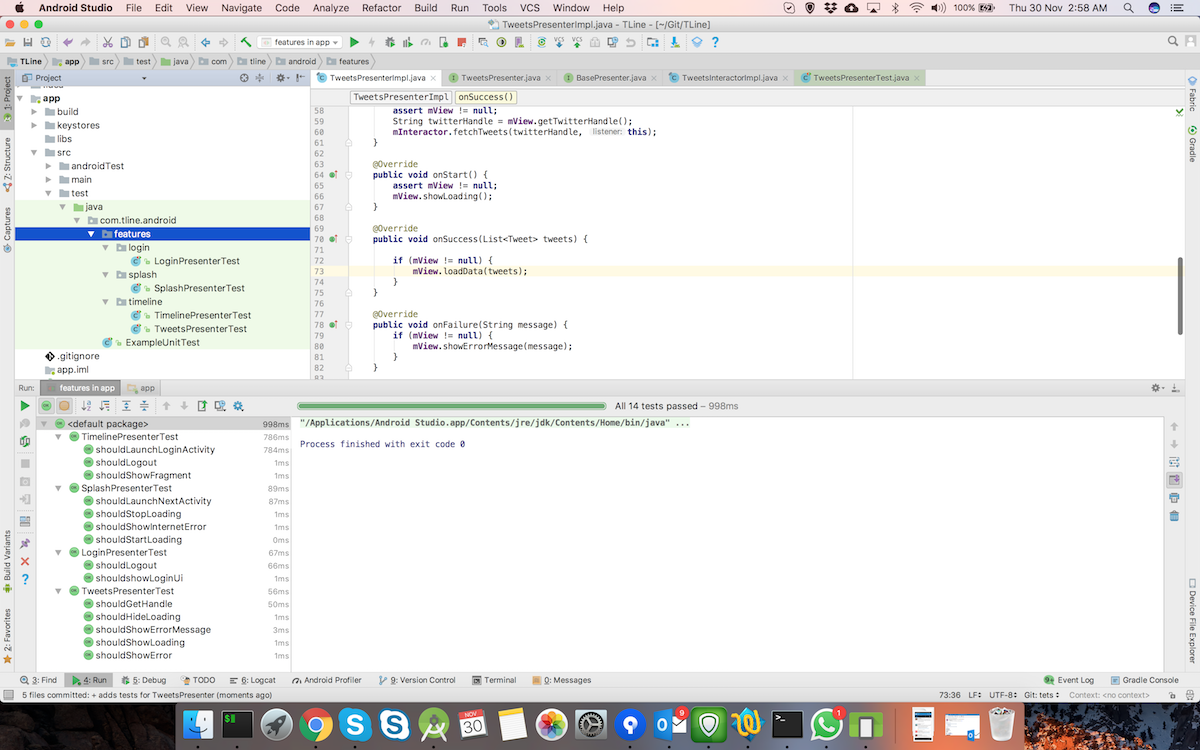 Android Studio File Edit View Navigate Code Analyze Refactor Build Run Tools VCS Window Help 100% Thu 30 Nov 2:58 AM
TweetsPresenterImpl.java - TLine - [~/Git/TLine]
features in app
TLine app src test java com tline android features
Project
TweetsPresenterImpl.java TweetsPresenter.java BasePresenter.java TweetsInteractorImpl.java TweetsPresenterTest.java
TweetsPresenterImpl onSuccess()
1: Project
Z: Structure
Captures
Build Variants
2: Favorites
app
build
keystores
libs
src
androidTest
main
test
java
com.tline.android
features
login
LoginPresenterTest
splash
SplashPresenterTest
timeline
TimelinePresenterTest
TweetsPresenterTest
ExampleUnitTest
.gitignore
app.iml
58 assert mView != null;
59 String twitterHandle = mView.getTwitterHandle();
60 mInteractor.fetchTweets(twitterHandle, listener: this);
61 }
62
63 @Override
64 public void onStart() {
65 assert mView != null;
66 mView.showLoading();
67 }
68
69 @Override
70 public void onSuccess(List<Tweet> tweets) {
71
72 if (mView != null) {
73 mView.loadData(tweets);
74 }
75 }
76
77 @Override
78 public void onFailure(String message) {
79 if (mView != null) {
80 mView.showErrorMessage(message);
81 }
82 }
83
Fabric
Gradle
Device File Explorer
Run: features in app app
All 14 tests passed – 998ms
<default package> 998ms
TimelinePresenterTest 786ms
shouldLaunchLoginActivity 784ms
shouldLogout 1ms
shouldShowFragment 1ms
SplashPresenterTest 89ms
shouldLaunchNextActivity 87ms
shouldStopLoading 1ms
shouldShowInternetError 1ms
shouldStartLoading 0ms
LoginPresenterTest 67ms
shouldLogout 66ms
shouldshowLoginUi 1ms
TweetsPresenterTest 56ms
shouldGetHandle 50ms
shouldHideLoading 1ms
shouldShowErrorMessage 3ms
shouldShowLoading 1ms
shouldShowError 1ms
"/Applications/Android Studio.app/Contents/jre/jdk/Contents/Home/bin/java" ...
Process finished with exit code 0
3: Find 4: Run 5: Debug TODO 6: Logcat Android Profiler 9: Version Control Terminal 0: Messages Event Log Gradle Console
5 files committed: + adds tests for TweetsPresenter (moments ago) 73:36 LF÷ UTF-8÷ Git: tets÷ Context: <no context>
NOV
30
9
1